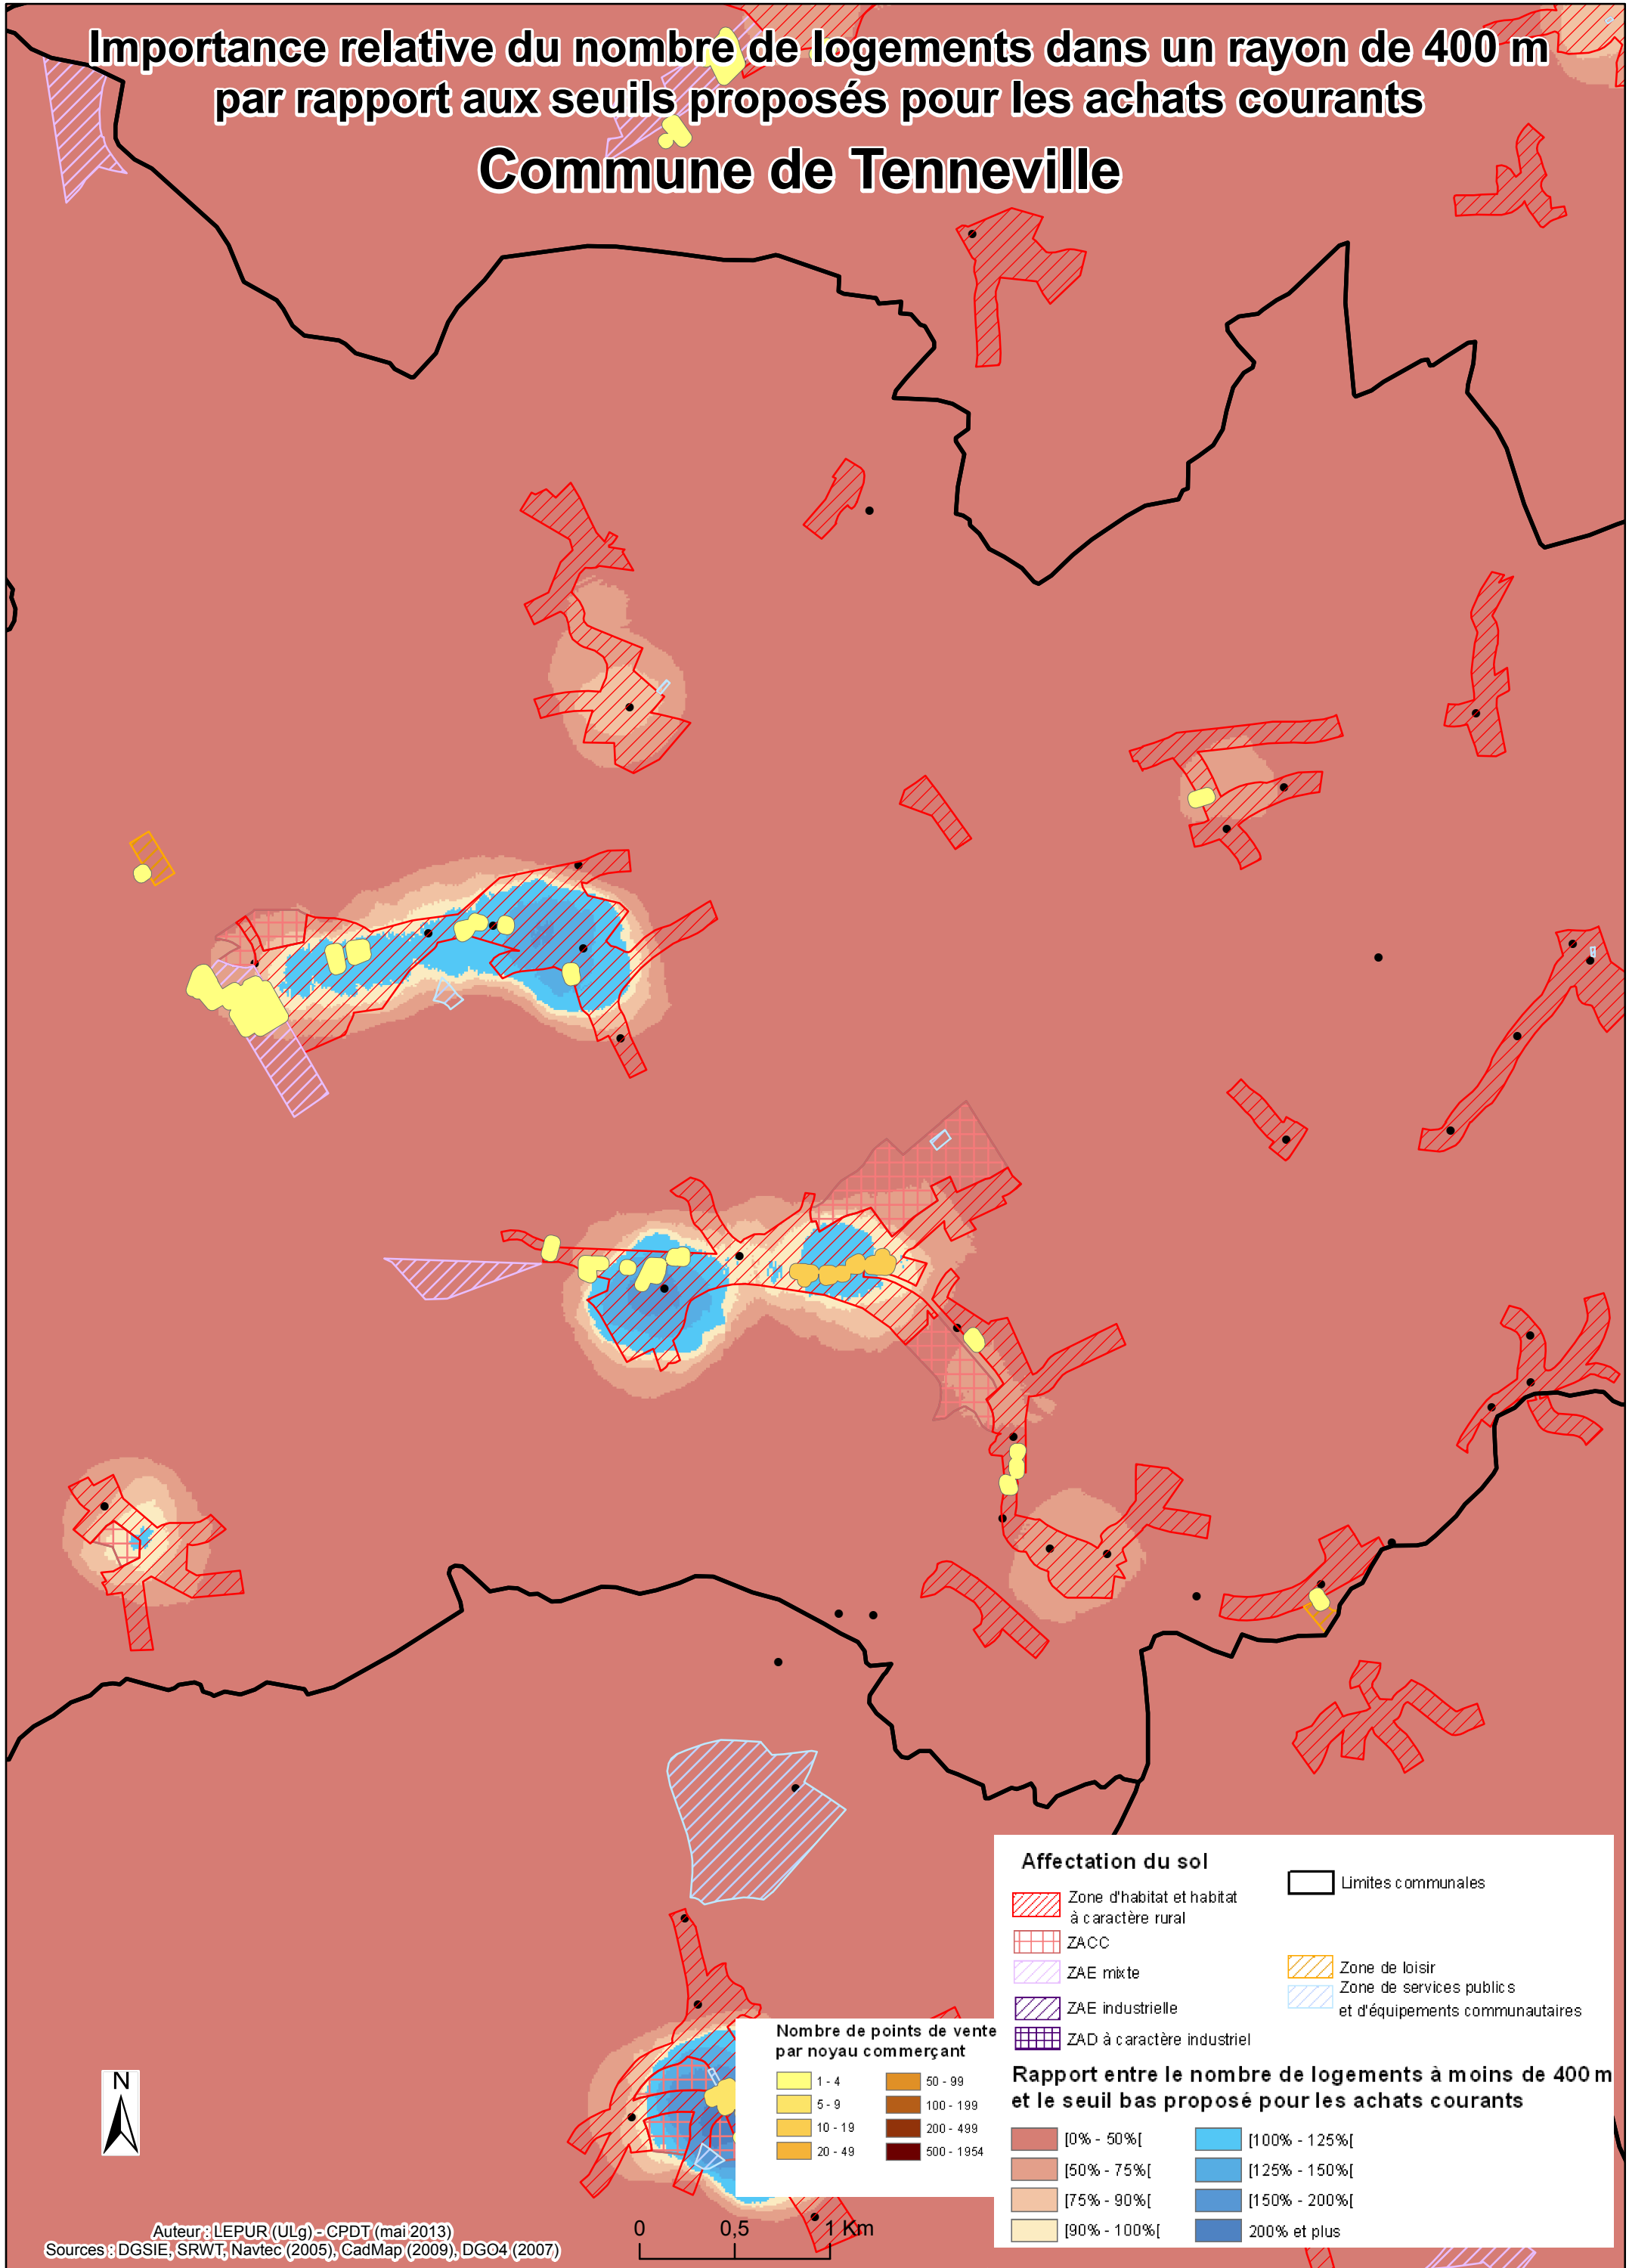 Importance relative du nombre de logements dans un rayon de 400 m
par rapport aux seuils proposés pour les achats courants
Commune de Tenneville
Affectation du sol
Zone d'habitat et habitat
à caractère rural
ZACC
ZAE mixte
ZAE industrielle
ZAD à caractère industriel
Limites communales
Zone de loisir
Zone de services publics
et d'équipements communautaires
Nombre de points de vente
par noyau commerçant
1 - 4
5 - 9
10 - 19
20 - 49
50 - 99
100 - 199
200 - 499
500 - 1954
Rapport entre le nombre de logements à moins de 400 m
et le seuil bas proposé pour les achats courants
[0% - 50%[
[50% - 75%[
[75% - 90%[
[90% - 100%[
[100% - 125%[
[125% - 150%[
[150% - 200%[
200% et plus
N
Auteur : LEPUR (ULg) - CPDT (mai 2013)
Sources : DGSIE, SRWT, Navtec (2005), CadMap (2009), DGO4 (2007)
0 0,5 1 Km